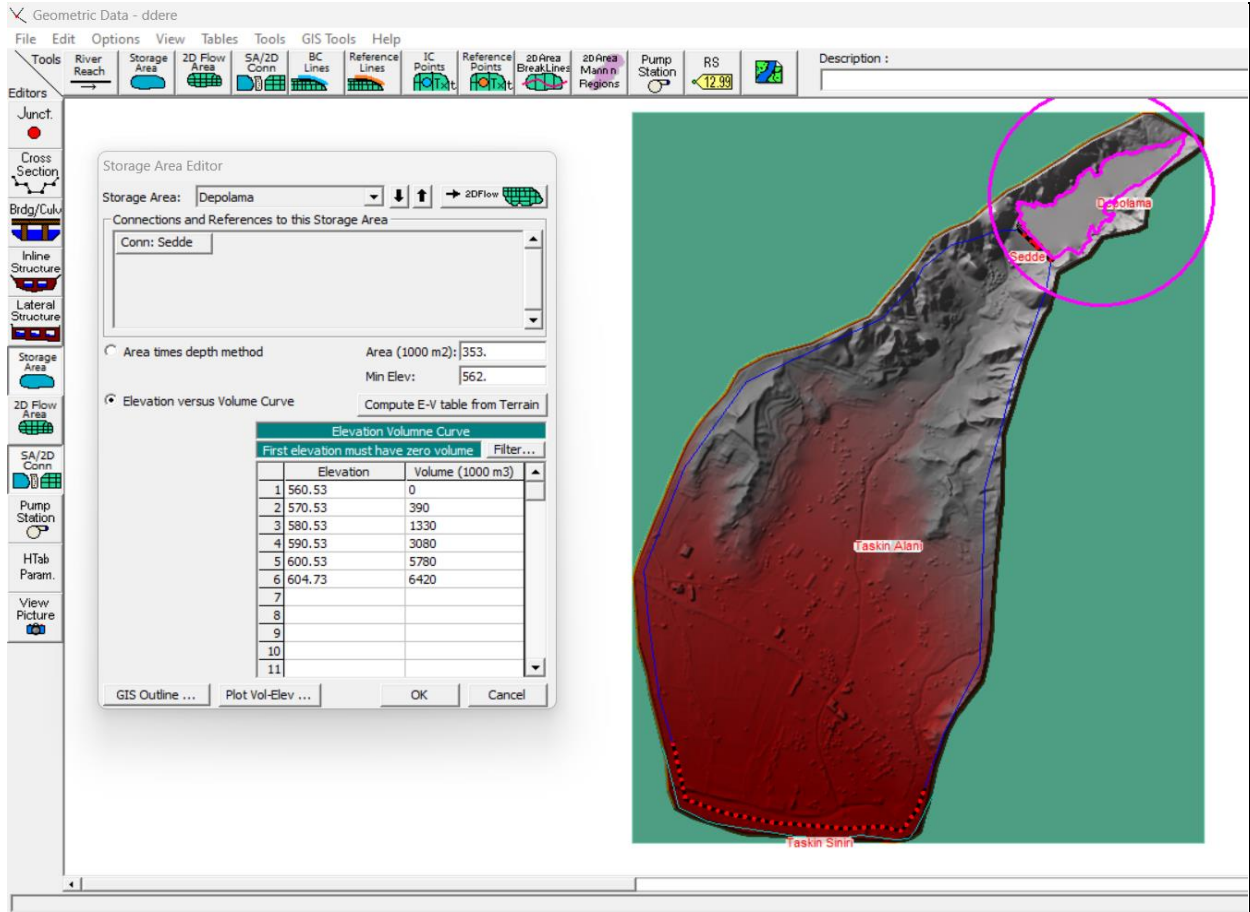 Geometric Data - ddere
File Edit Options View Tables Tools GIS Tools Help
Tools
Editors
River Reach
Storage Area
2D Flow Area
SA/2D Conn
BC Lines
Reference Lines
IC Points
Reference Points
2D Area BreakLines
2D Area Mann n Regions
Pump Station
RS
12.99
Description :
Junct.
Cross Section
Brdg/Culv
Inline Structure
Lateral Structure
Storage Area
2D Flow Area
SA/2D Conn
Pump Station
HTab Param.
View Picture
Storage Area Editor
Storage Area: Depolama
2DFlow
Connections and References to this Storage Area
Conn: Sedde
Area times depth method
Area (1000 m2): 353.
Min Elev: 562.
Elevation versus Volume Curve
Compute E-V table from Terrain
Elevation Volumne Curve
First elevation must have zero volume
Filter...
Elevation Volume (1000 m3)
1 560.53 0
2 570.53 390
3 580.53 1330
4 590.53 3080
5 600.53 5780
6 604.73 6420
7
8
9
10
11
GIS Outline ...
Plot Vol-Elev ...
OK
Cancel
Depolama
Sedde
Taskin Alani
Taskin Siniri